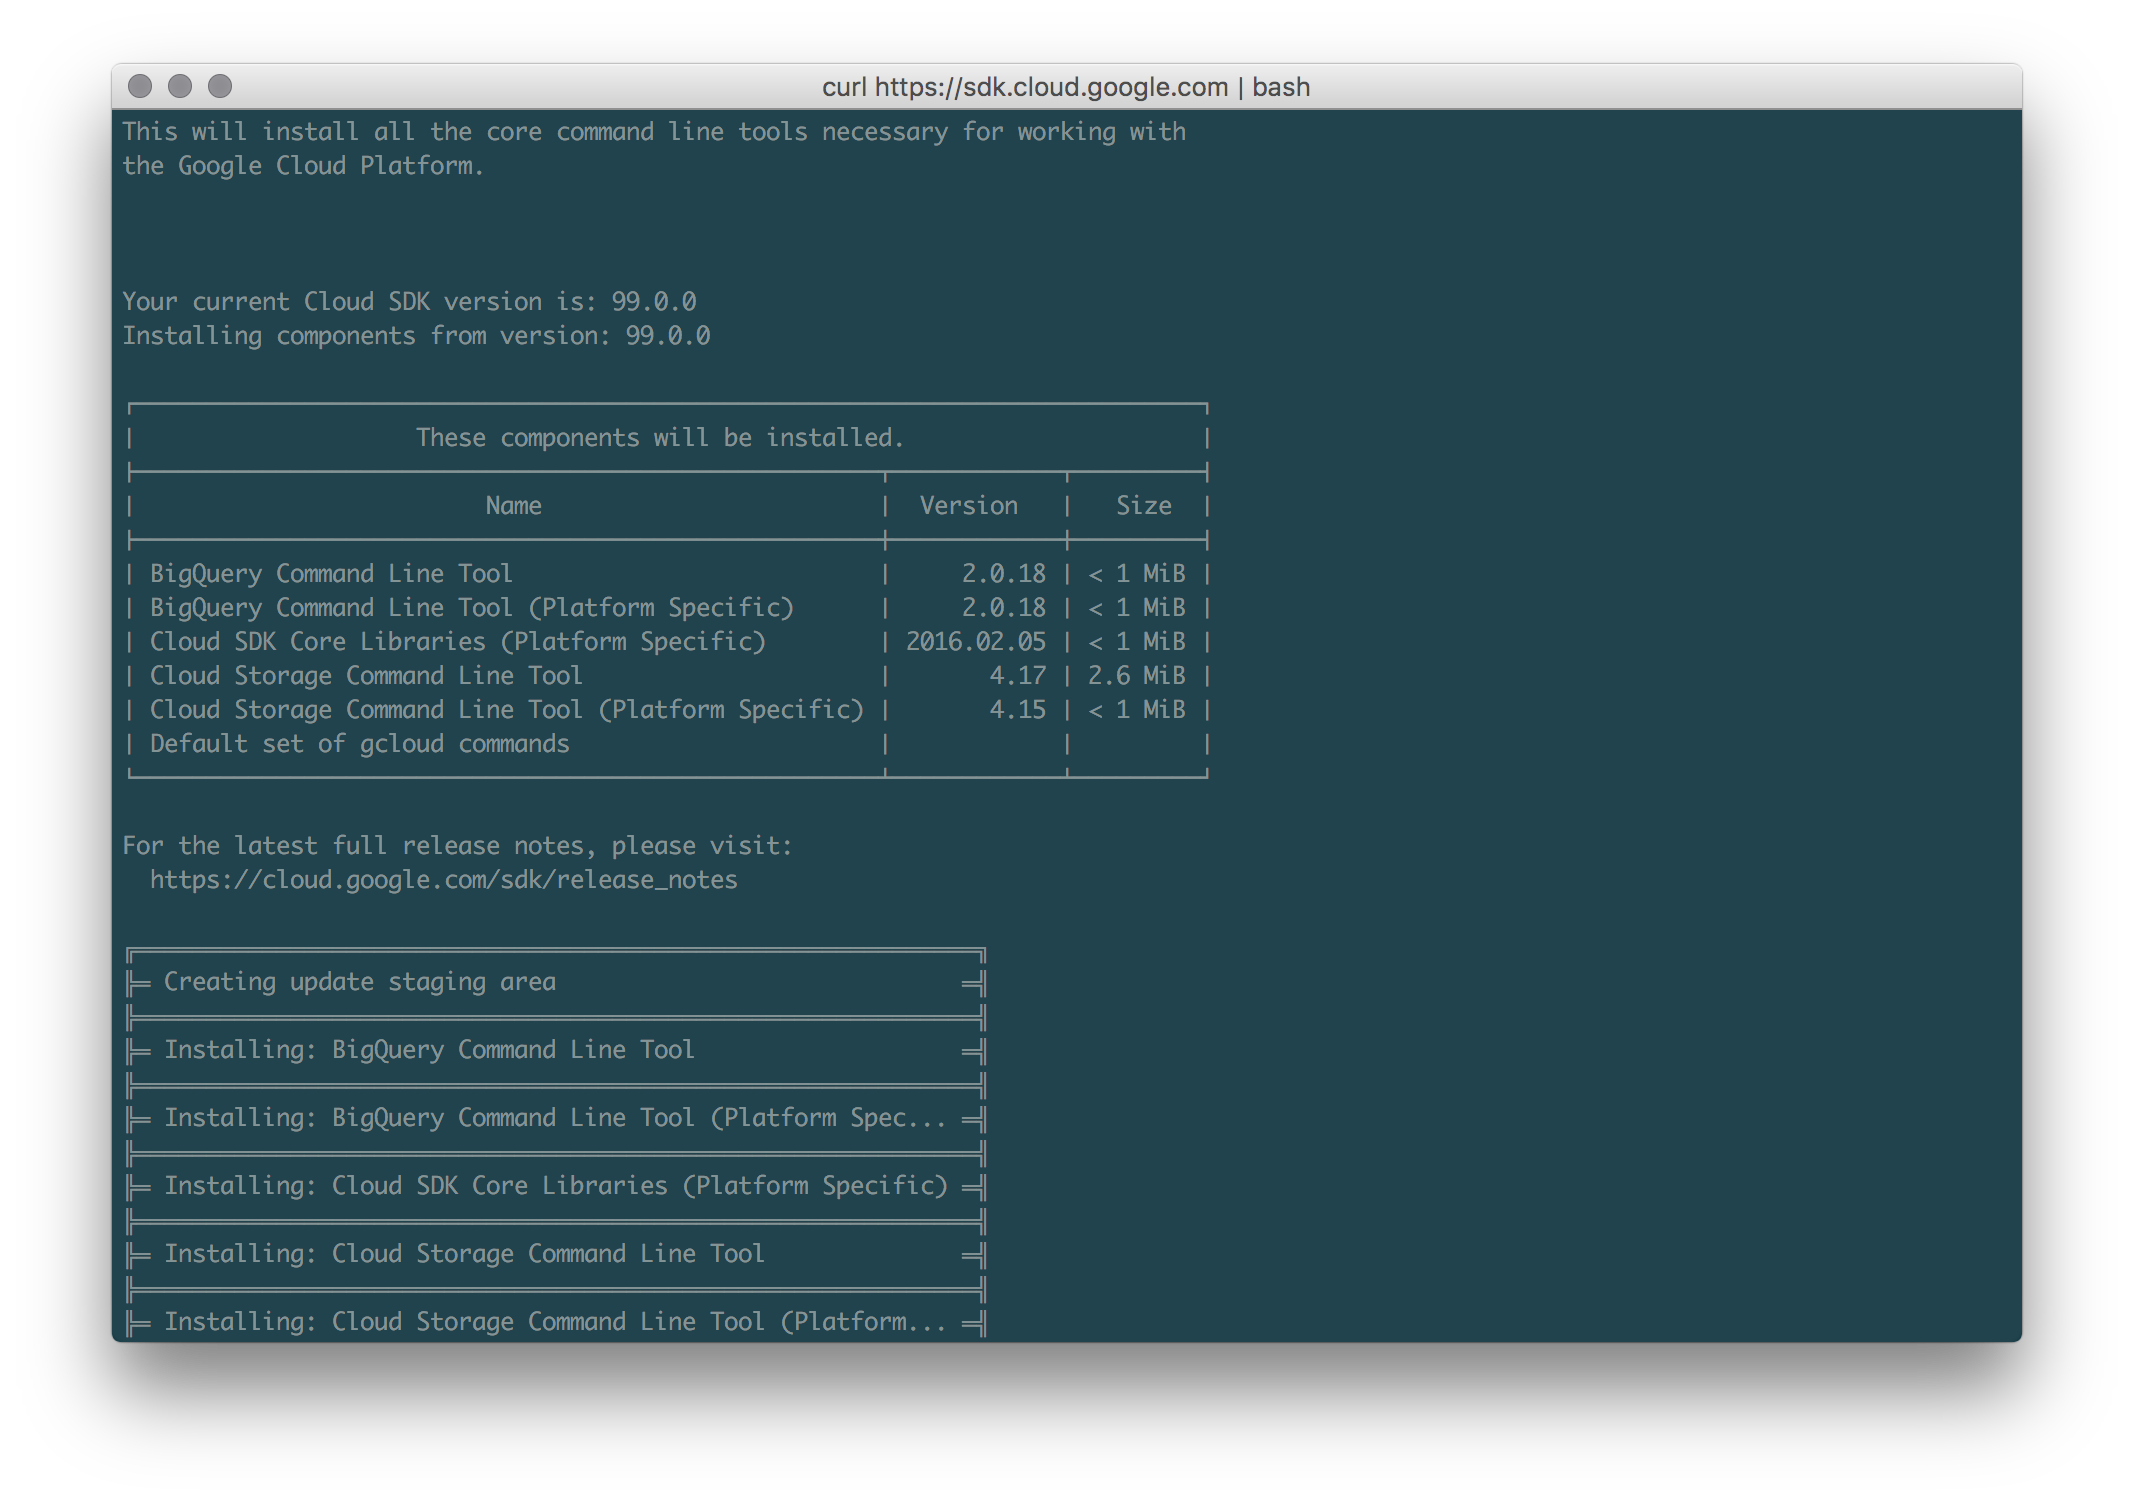 curl https://sdk.cloud.google.com | bash
This will install all the core command line tools necessary for working with
the Google Cloud Platform.
Your current Cloud SDK version is: 99.0.0
Installing components from version: 99.0.0
These components will be installed.
Name | Version | Size
BigQuery Command Line Tool | 2.0.18 | < 1 MiB
BigQuery Command Line Tool (Platform Specific) | 2.0.18 | < 1 MiB
Cloud SDK Core Libraries (Platform Specific) | 2016.02.05 | < 1 MiB
Cloud Storage Command Line Tool | 4.17 | 2.6 MiB
Cloud Storage Command Line Tool (Platform Specific) | 4.15 | < 1 MiB
Default set of gcloud commands | | 
For the latest full release notes, please visit:
https://cloud.google.com/sdk/release_notes
Creating update staging area
Installing: BigQuery Command Line Tool
Installing: BigQuery Command Line Tool (Platform Spec...
Installing: Cloud SDK Core Libraries (Platform Specific)
Installing: Cloud Storage Command Line Tool
Installing: Cloud Storage Command Line Tool (Platform...